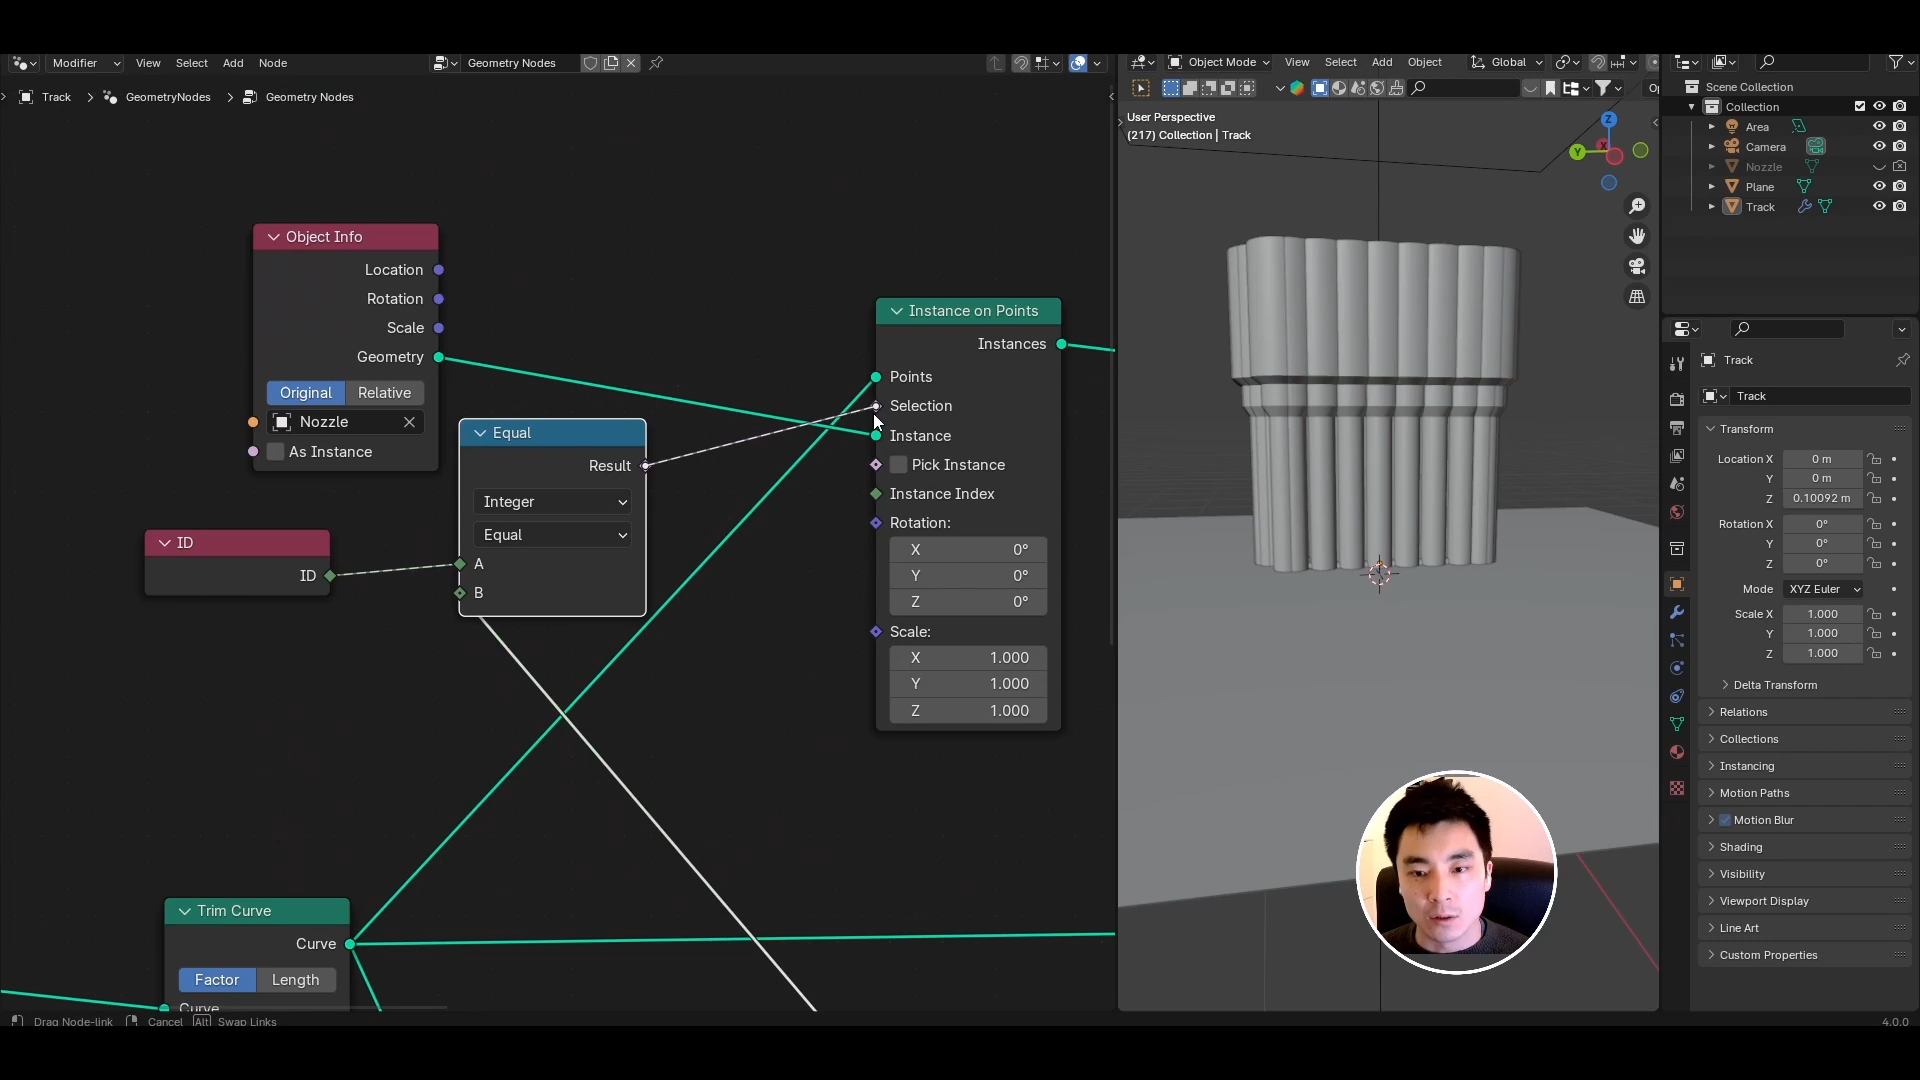 Modifier View Select Add Node Geometry Nodes
Track GeometryNodes Geometry Nodes
Object Info
Location
Rotation
Scale
Geometry
Original Relative
Nozzle
As Instance
ID
ID
Equal
Result
Integer
Equal
A
B
Instance on Points
Instances
Points
Selection
Instance
Pick Instance
Instance Index
Rotation:
X 0°
Y 0°
Z 0°
Scale:
X 1.000
Y 1.000
Z 1.000
Trim Curve
Curve
Factor Length
Curve
Drag Node-link Cancel Alt Swap Links
Object Mode View Select Add Object Global
User Perspective
(217) Collection | Track
Z
Y
X
Scene Collection
Collection
Area
Camera
Nozzle
Plane
Track
Track
Track
Transform
Location X 0 m
Y 0 m
Z 0.10092 m
Rotation X 0°
Y 0°
Z 0°
Mode XYZ Euler
Scale X 1.000
Y 1.000
Z 1.000
Delta Transform
Relations
Collections
Instancing
Motion Paths
Motion Blur
Shading
Visibility
Viewport Display
Line Art
Custom Properties
4.0.0